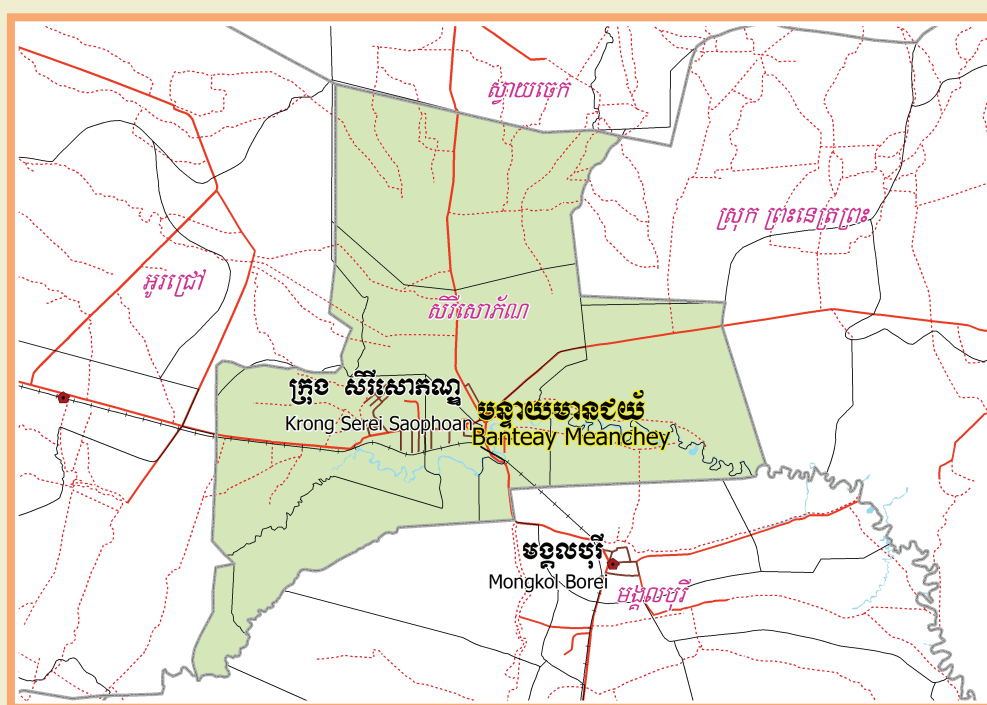 ស្វាយចេក
ស្រុក ព្រះនេត្រព្រះ
អូរជ្រៅ
សិរីសោភ័ណ
ក្រុង សិរីសោភណ្ឌ
Krong Serei Saophoan
មន្ទាយមានជយ័
Banteay Meanchey
មង្គលបុរី
Mongkol Borei
មង្គលបុរី